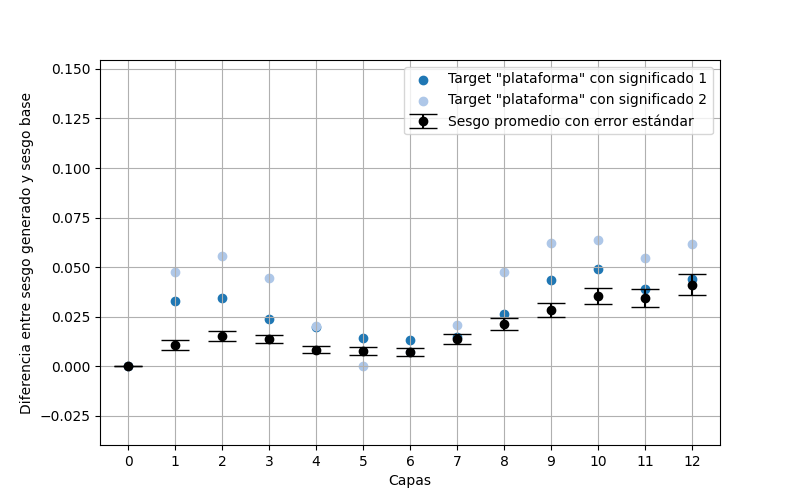 0.150
0.125
0.100
0.075
0.050
0.025
0.000
−0.025
Diferencia entre sesgo generado y sesgo base
Target "plataforma" con significado 1
Target "plataforma" con significado 2
Sesgo promedio con error estándar
0 1 2 3 4 5 6 7 8 9 10 11 12
Capas